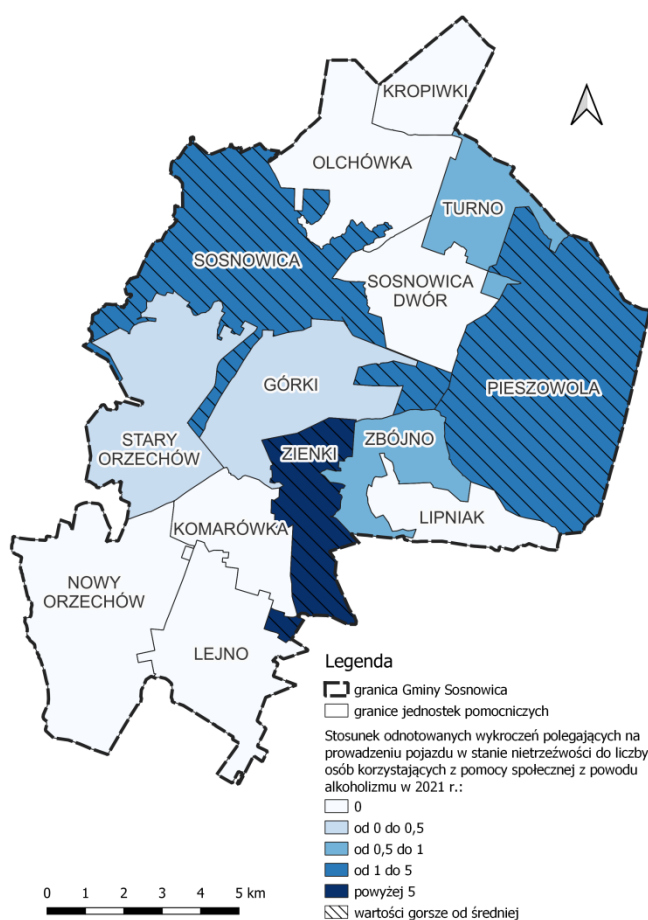 KROPIWKI
OLCHÓWKA
TURNO
SOSNOWICA
SOSNOWICA
DWÓR
PIESZOWOLA
GÓRKI
STARY
ORZECHÓW
ZIENKI
ZBÓJNO
LIPNIAK
KOMARÓWKA
NOWY
ORZECHÓW
LEJNO
Legenda
granica Gminy Sosnowica
granice jednostek pomocniczych
Stosunek odnotowanych wykroczeń polegających na
prowadzeniu pojazdu w stanie nietrzeźwości do liczby
osób korzystających z pomocy społecznej z powodu
alkoholizmu w 2021 r.:
0
od 0 do 0,5
od 0,5 do 1
od 1 do 5
powyżej 5
wartości gorsze od średniej
0 1 2 3 4 5 km